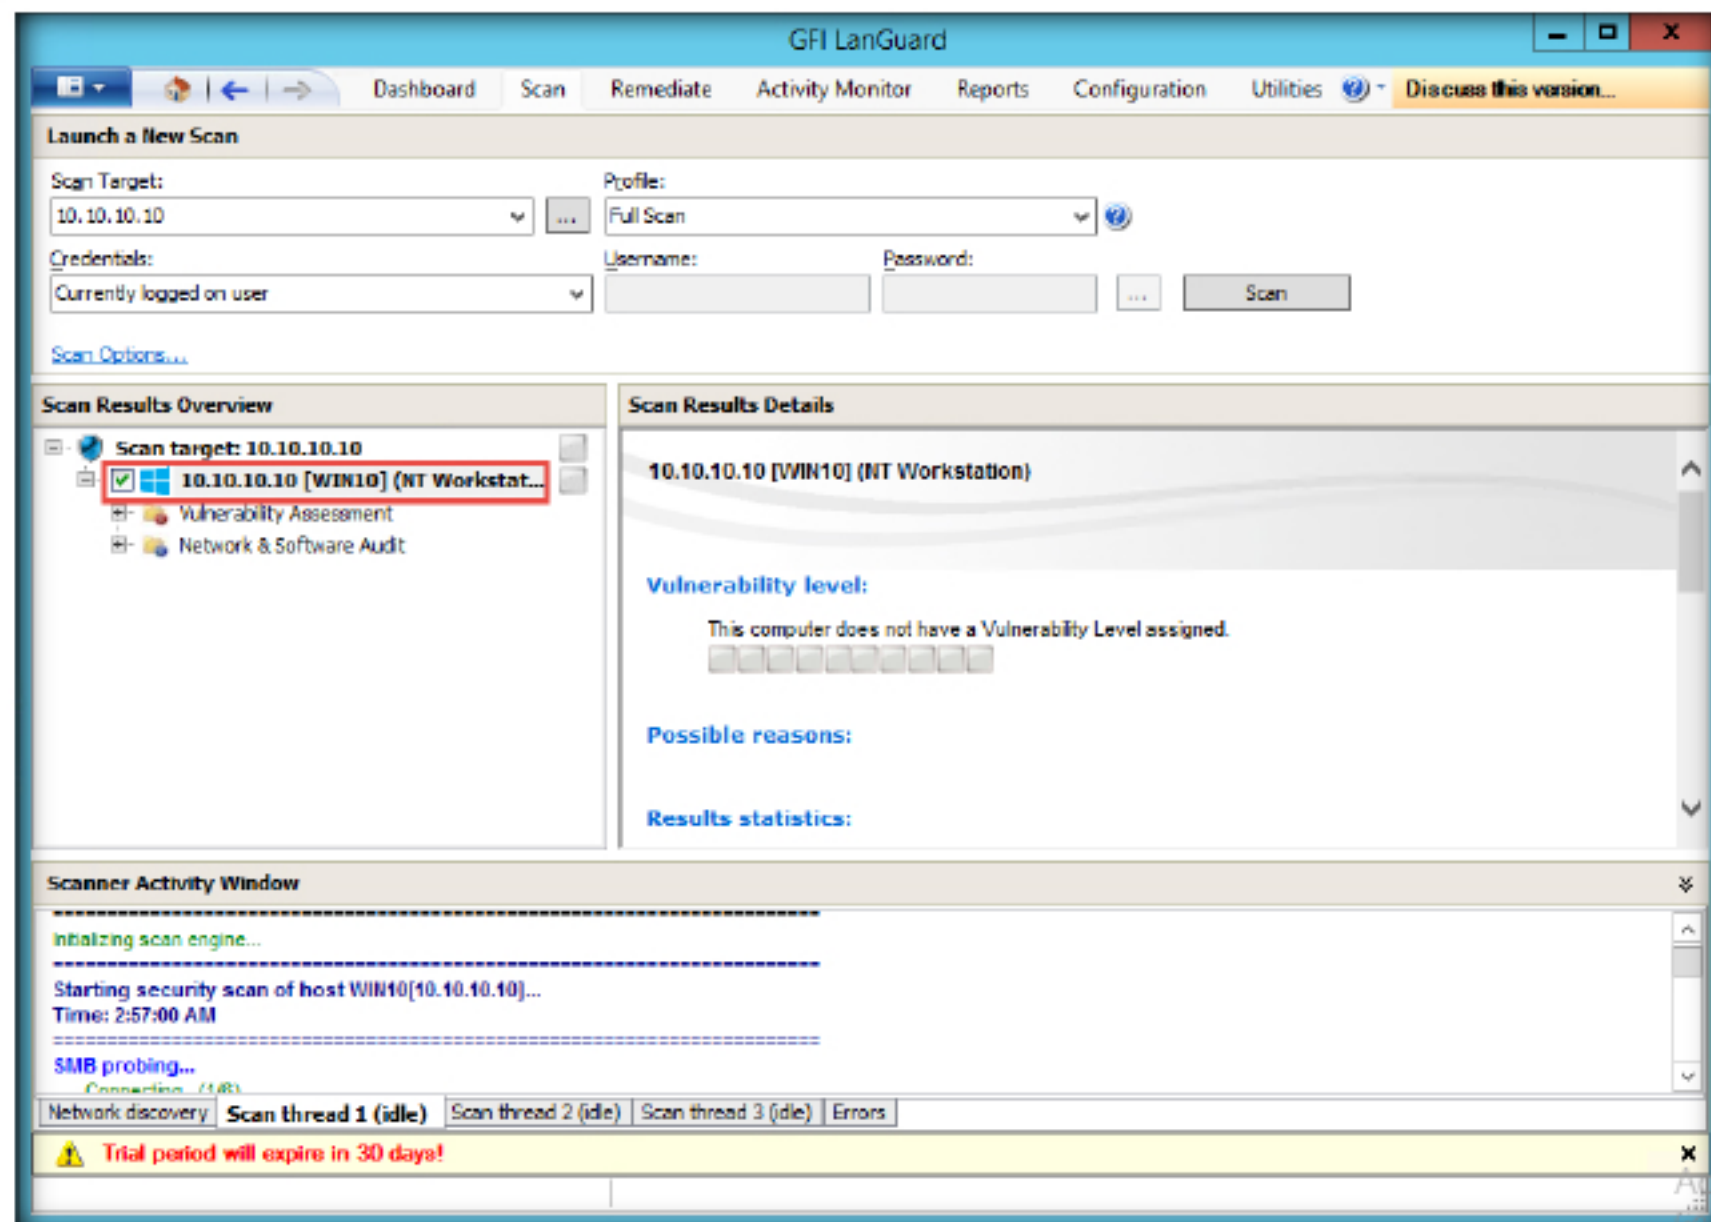 GFI LanGuard
Dashboard Scan Remediate Activity Monitor Reports Configuration Utilities Discuss this version...
Launch a New Scan
Scan Target: Profile:
10.10.10.10 ... Full Scan
Credentials: Username: Password:
Currently logged on user ... Scan
Scan Options...
Scan Results Overview Scan Results Details
Scan target: 10.10.10.10
10.10.10.10 [WIN10] (NT Workstat...
Vulnerability Assessment
Network & Software Audit
10.10.10.10 [WIN10] (NT Workstation)
Vulnerability level:
This computer does not have a Vulnerability Level assigned.
Possible reasons:
Results statistics:
Scanner Activity Window
Initializing scan engine...
Starting security scan of host WIN10[10.10.10.10]...
Time: 2:57:00 AM
SMB probing...
Connecting...(1/6)
Network discovery Scan thread 1 (idle) Scan thread 2 (idle) Scan thread 3 (idle) Errors
Trial period will expire in 30 days!